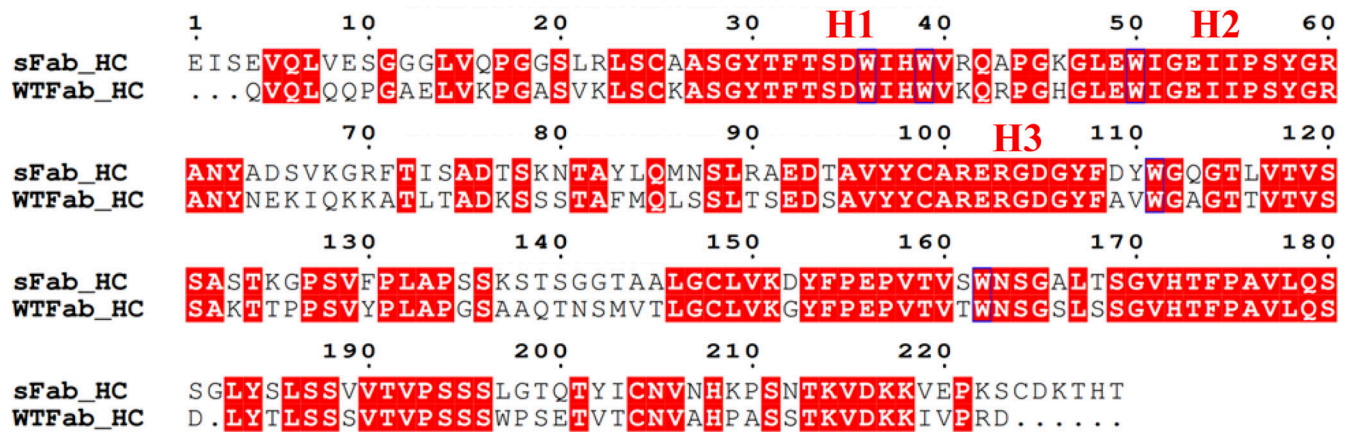 1 10 20 30 H1 40 50 H2 60
sFab_HC EISEVQLVESGGGLVQPGGSLRLSCAASGYTFTSDWIHWVRQAPGKGLEWIGEIIPSYGR
WTFab_HC ...QVQLQQPGAELVKPGASVKLSCKASGYTFTSDWIHWVKQRPGHGLEWIGEIIPSYGR
70 80 90 100 H3 110 120
sFab_HC ANYADSVKGRFTISADTSKNTAYLQMNSLRAEDTAVYYCARERGDGYFDYWGQGTLVTVS
WTFab_HC ANYNEKIQKKATLTADKSSSTAFMQLSSLTSEDSAVYYCARERGDGYFAVWGAGTTVTVS
130 140 150 160 170 180
sFab_HC SASTKGPSVFPLAPSSKSTSGGTAALGCLVKDYFPEPVTVSWNSGALTSGVHTFPAVLQS
WTFab_HC SAKTTPPSVYPLAPGSAAQTNSMVTLGCLVKGYFPEPVTVTWNSGSLSSGVHTFPAVLQS
190 200 210 220
sFab_HC SGLYSLSSVVTVPSSSLGTQTYICNVNHKPSNTKVDKKVEPKSCDKTHT
WTFab_HC D.LYTLSSSVTVPSSSWPSETVTCNVAHPASSTKVDKKIVPRD......